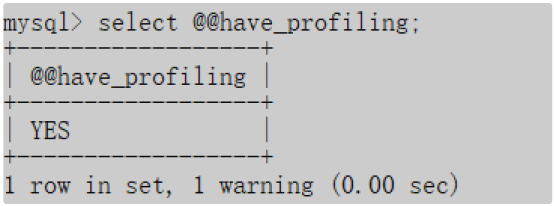 mysql> select @@have_profiling;
+------------------+
| @@have_profiling |
+------------------+
| YES              |
+------------------+
1 row in set, 1 warning (0.00 sec)